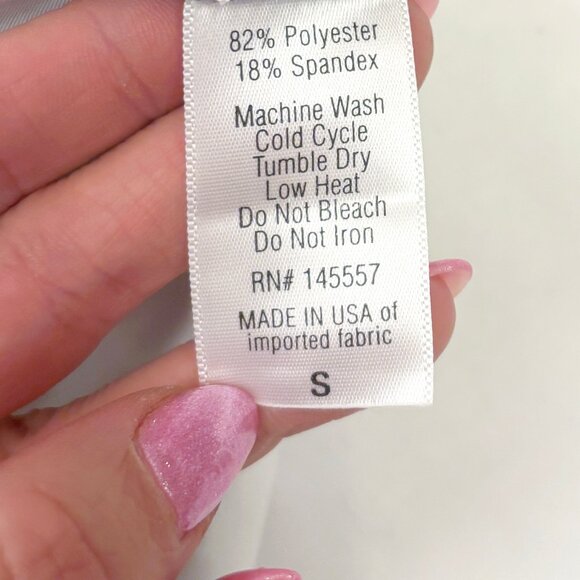 82% Polyester
18% Spandex
Machine Wash
Cold Cycle
Tumble Dry
Low Heat
Do Not Bleach
Do Not Iron
RN# 145557
MADE IN USA of
imported fabric
S